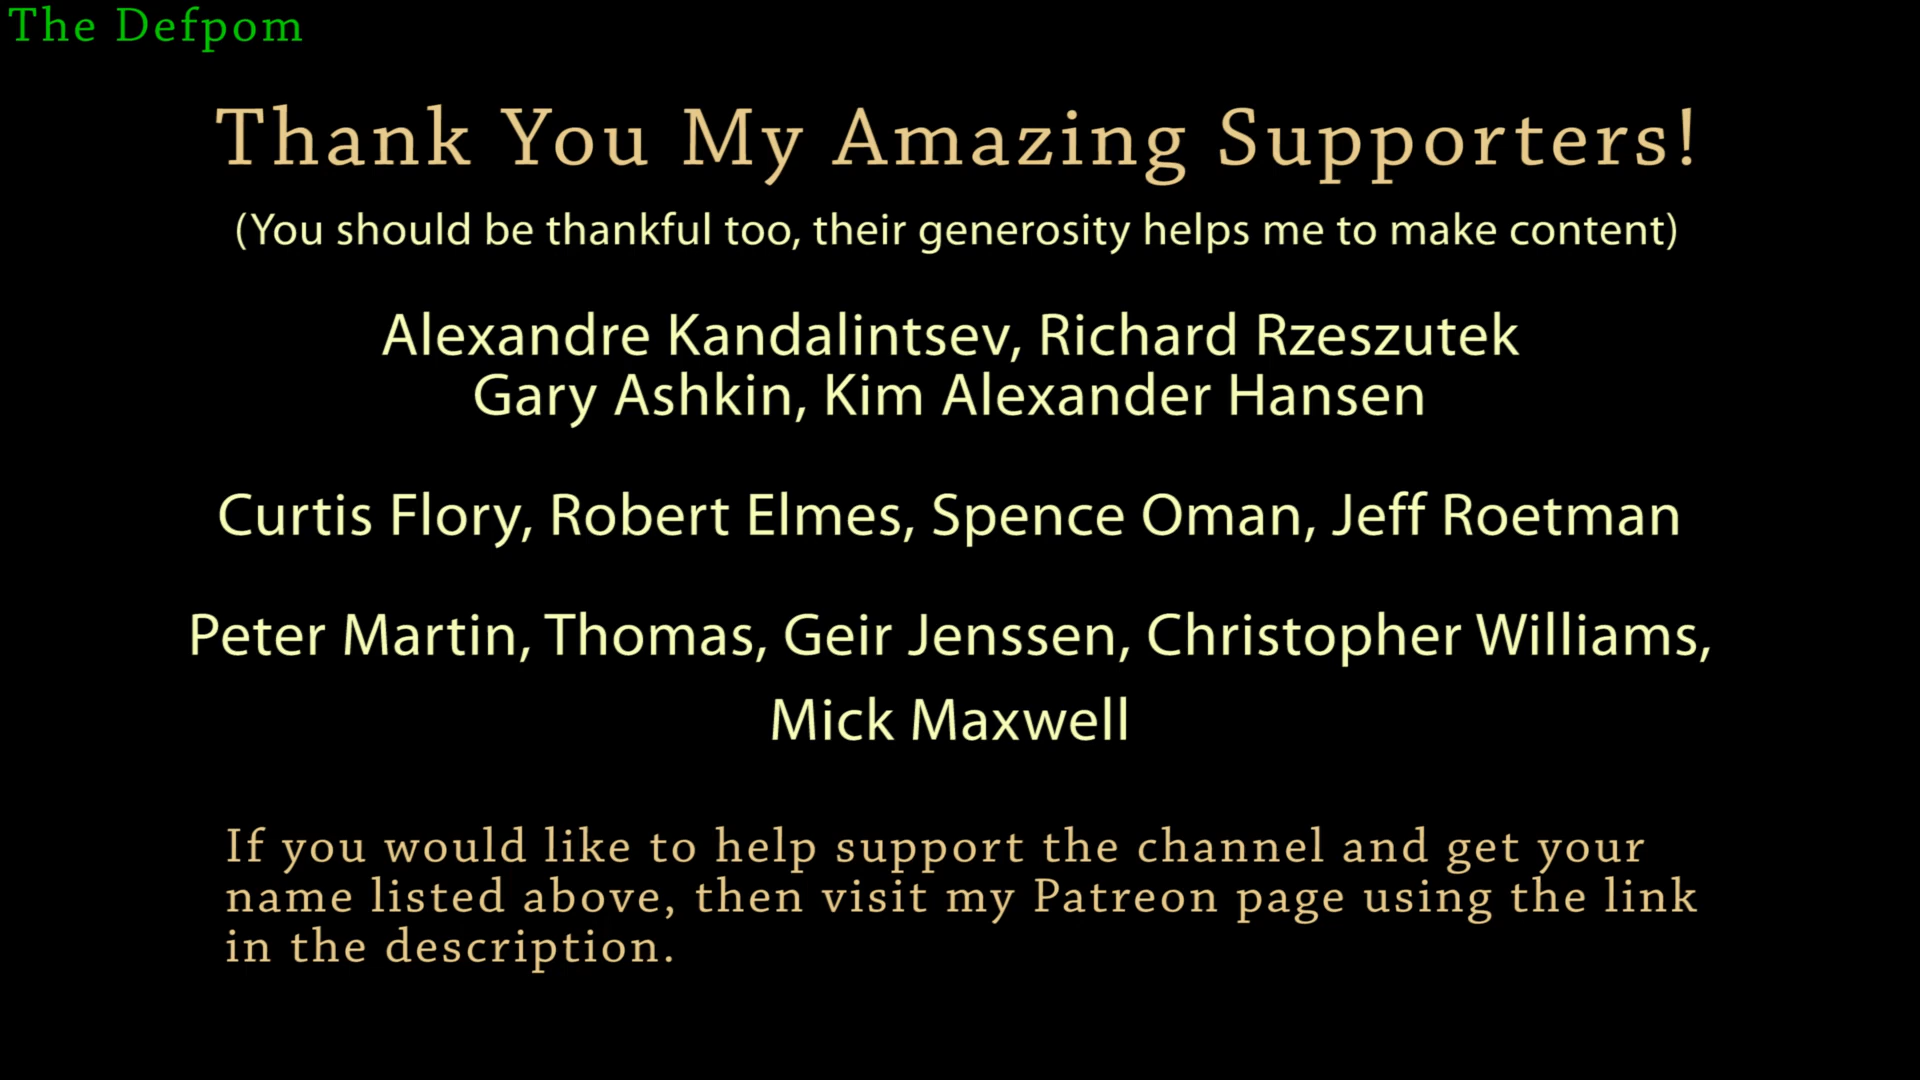 The Defpom
Thank You My Amazing Supporters!
(You should be thankful too, their generosity helps me to make content)
Alexandre Kandalintsev, Richard Rzeszutek
Gary Ashkin, Kim Alexander Hansen
Curtis Flory, Robert Elmes, Spence Oman, Jeff Roetman
Peter Martin, Thomas, Geir Jenssen, Christopher Williams,
Mick Maxwell
If you would like to help support the channel and get your
name listed above, then visit my Patreon page using the link
in the description.